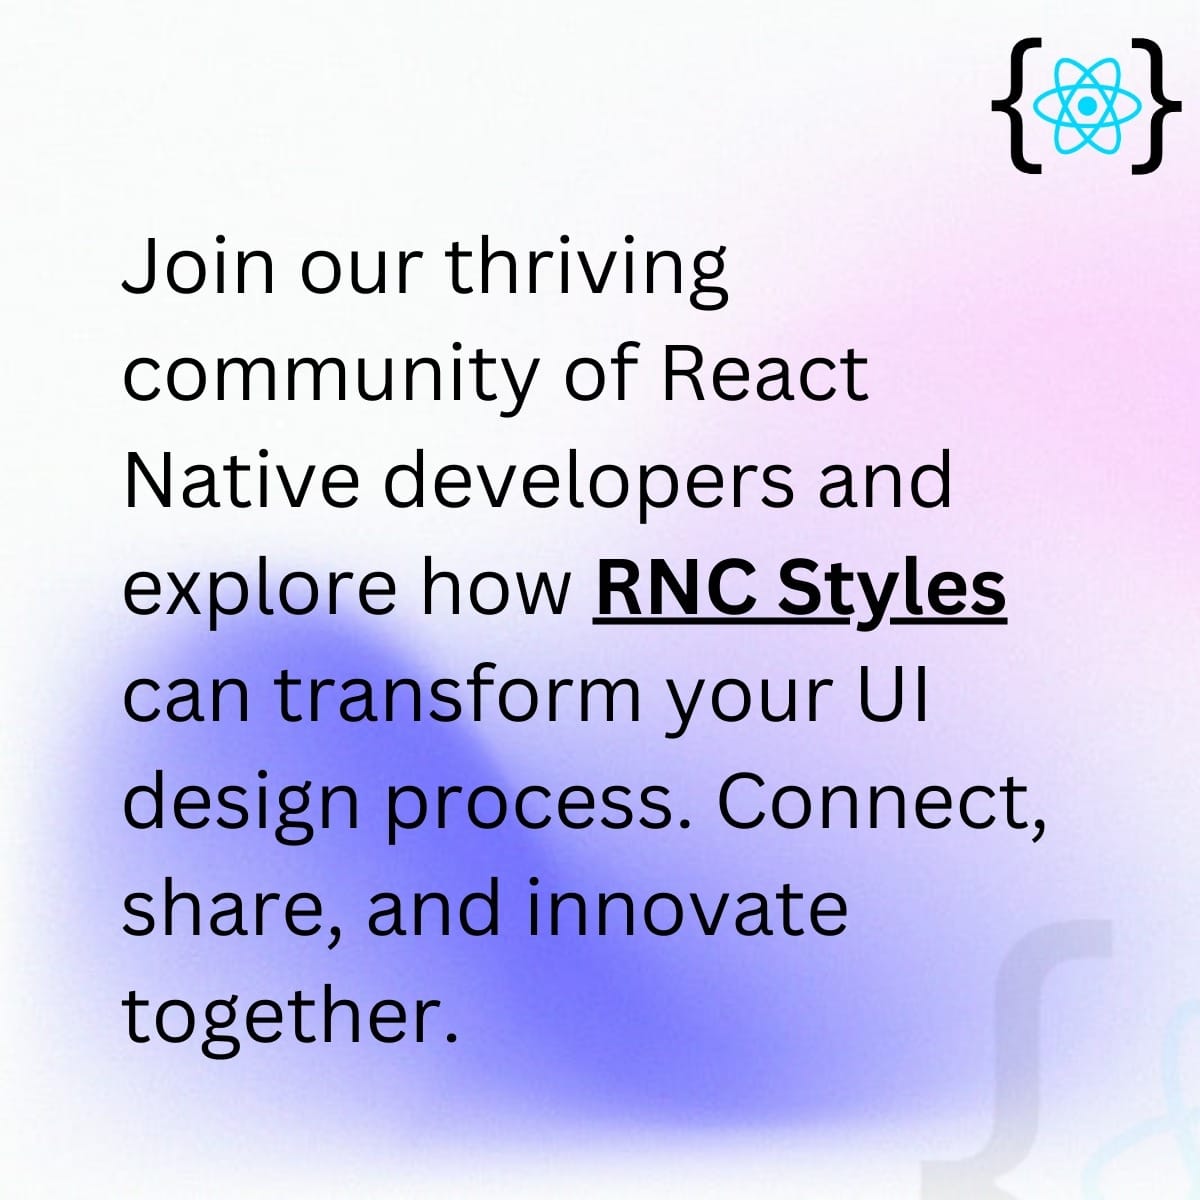 Join our thriving
community of React
Native developers and
explore how RNC Styles
can transform your UI
design process. Connect,
share, and innovate
together.